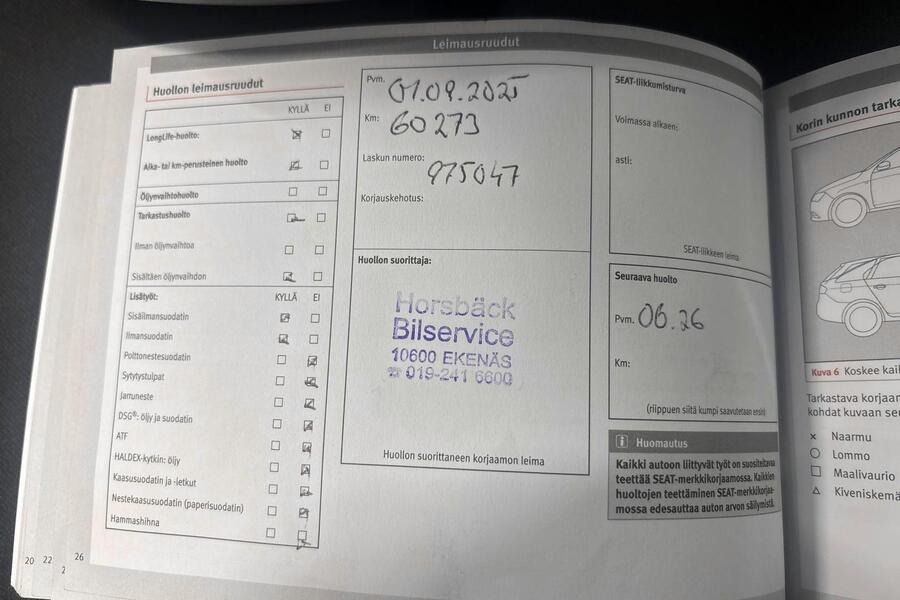 Leimausruudut
Huollon leimausruudut
KYLLÄ EI
LongLife-huolto:
Aika- tai km-perusteinen huolto
Öljynvaihtohuolto
Tarkastushuolto
Ilman öljynvaihtoa
Sisältäen öljynvaihdon
Lisätyöt: KYLLÄ EI
Sisäilmansuodatin
Ilmansuodatin
Polttonestesuodatin
Sytytystulpat
Jarruneste
DSG®: öljy ja suodatin
ATF
HALDEX-kytkin: öljy
Kaasusuodatin ja -letkut
Nestekaasusuodatin (paperisuodatin)
Hammashihna
20 22 26
Pvm. 01.09.2025
Km: 60273
Laskun numero: 975047
Korjauskehotus:
Huollon suorittaja:
Horsbäck
Bilservice
10600 EKENÄS
☎ 019-241 6600
Huollon suorittaneen korjaamon leima
SEAT-liikkumisturva
Voimassa alkaen:
asti:
SEAT-liikkeen leima
Seuraava huolto
Pvm. 06.26
Km:
(riippuen siitä kumpi saavutetaan ensin)
i Huomautus
Kaikki autoon liittyvät työt on suositeltavaa
teettää SEAT-merkkikorjaamossa. Kaikkien
huoltojen teettäminen SEAT-merkkikorjaa-
mossa edesauttaa auton arvon säilymistä.
Korin kunnon tarka
Kuva 6 Koskee kai
Tarkastava korjaam
kohdat kuvaan seu
× Naarmu
○ Lommo
□ Maalivaurio
△ Kiveniskemä